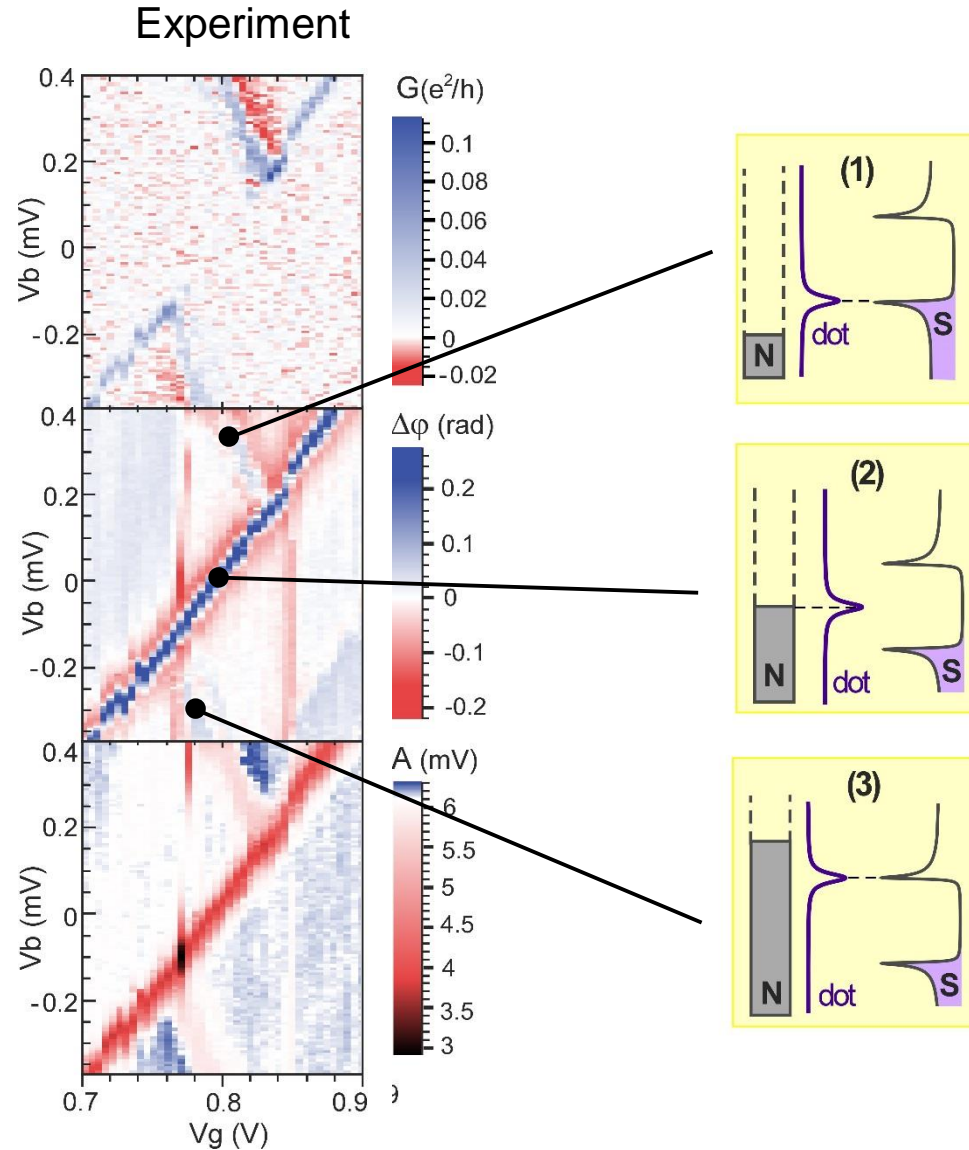 Experiment
G(e²/h)
0.4
0.2
0
-0.2
Vb (mV)
0.1
0.08
0.06
0.04
0.02
0
-0.02
Δφ (rad)
0.4
0.2
0
-0.2
Vb (mV)
0.2
0.1
0
-0.1
-0.2
A (mV)
0.4
0.2
0
-0.2
Vb (mV)
6
5.5
5
4.5
4
3.5
3
0.7
0.8
0.9
9
Vg (V)
(1)
N
dot
S
(2)
N
dot
S
(3)
N
dot
S